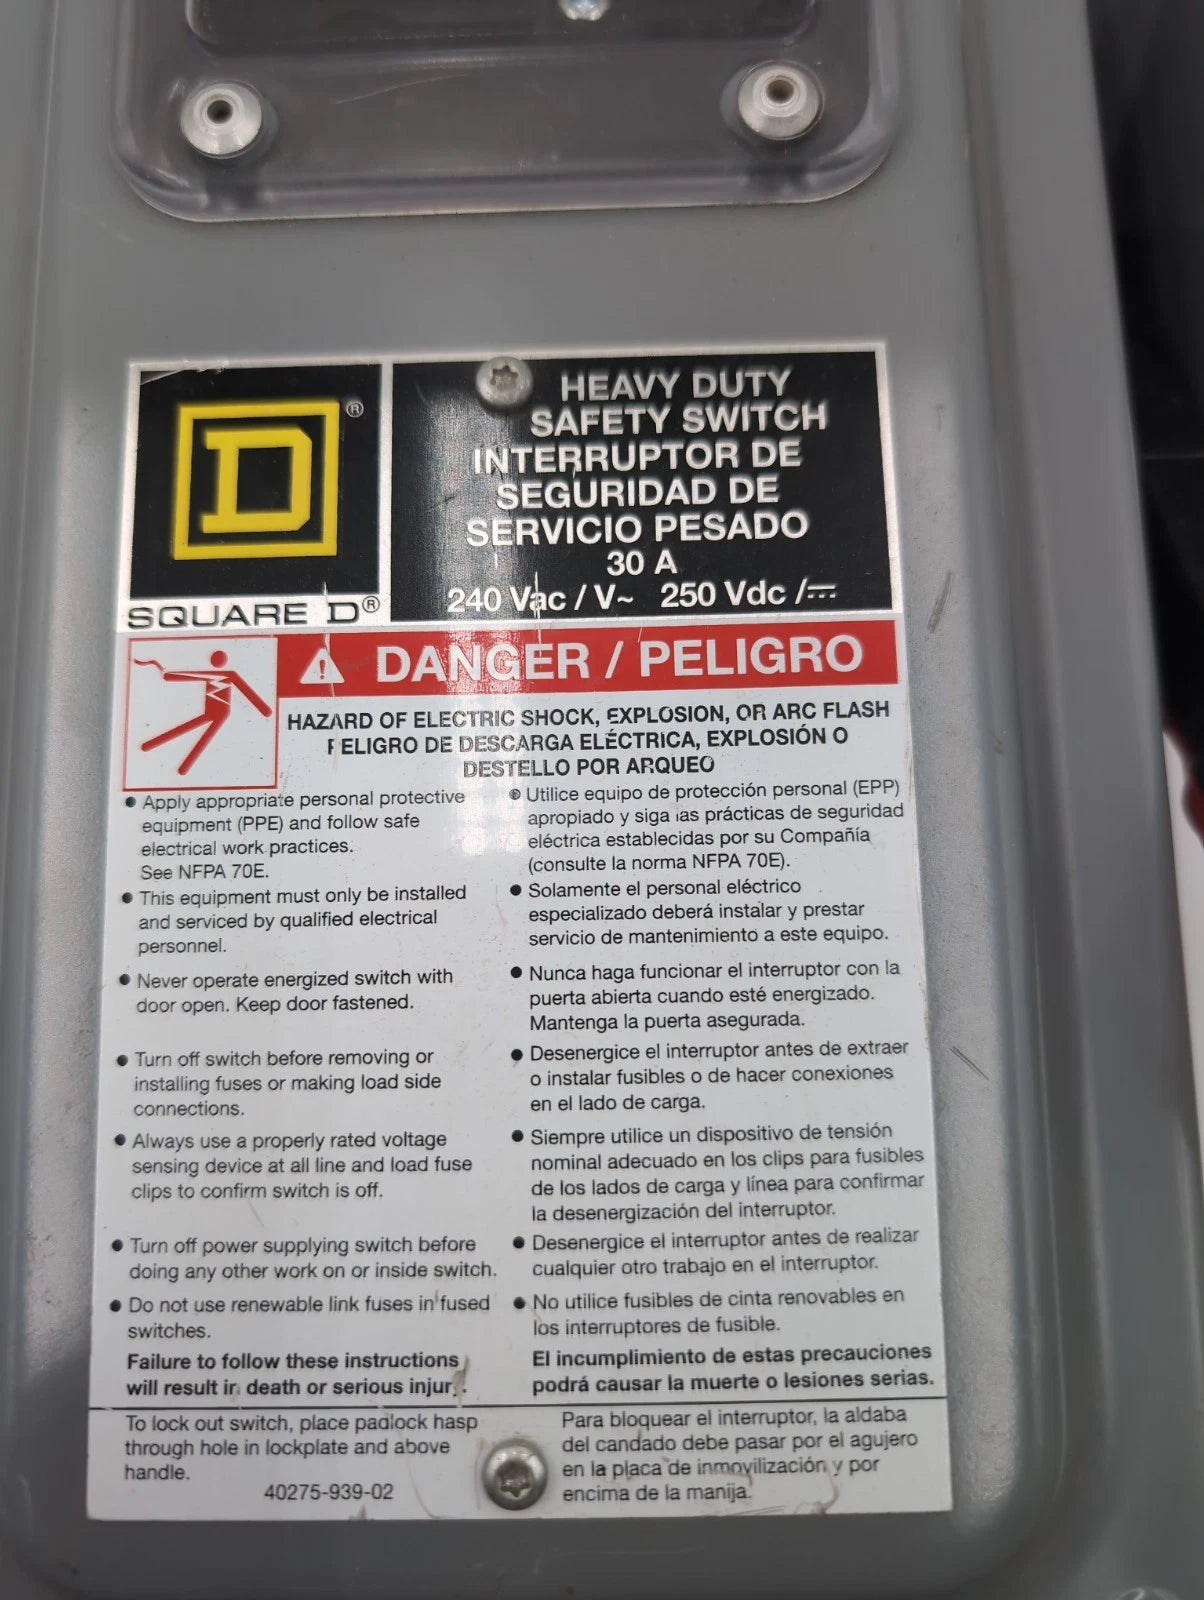 HEAVY DUTY
SAFETY SWITCH
INTERRUPTOR DE
SEGURIDAD DE
SERVICIO PESADO
30 A
240 Vac / V~ 250 Vdc /⎓
D®
SQUARE D®
⚠ DANGER / PELIGRO
HAZARD OF ELECTRIC SHOCK, EXPLOSION, OR ARC FLASH
PELIGRO DE DESCARGA ELÉCTRICA, EXPLOSIÓN O
DESTELLO POR ARQUEO
• Apply appropriate personal protective
equipment (PPE) and follow safe
electrical work practices.
See NFPA 70E.
• This equipment must only be installed
and serviced by qualified electrical
personnel.
• Never operate energized switch with
door open. Keep door fastened.
• Turn off switch before removing or
installing fuses or making load side
connections.
• Always use a properly rated voltage
sensing device at all line and load fuse
clips to confirm switch is off.
• Turn off power supplying switch before
doing any other work on or inside switch.
• Do not use renewable link fuses in fused
switches.
Failure to follow these instructions
will result in death or serious injury.
• Utilice equipo de protección personal (EPP)
apropiado y siga las prácticas de seguridad
eléctrica establecidas por su Compañía
(consulte la norma NFPA 70E).
• Solamente el personal eléctrico
especializado deberá instalar y prestar
servicio de mantenimiento a este equipo.
• Nunca haga funcionar el interruptor con la
puerta abierta cuando esté energizado.
Mantenga la puerta asegurada.
• Desenergice el interruptor antes de extraer
o instalar fusibles o de hacer conexiones
en el lado de carga.
• Siempre utilice un dispositivo de tensión
nominal adecuado en los clips para fusibles
de los lados de carga y línea para confirmar
la desenergización del interruptor.
• Desenergice el interruptor antes de realizar
cualquier otro trabajo en el interruptor.
• No utilice fusibles de cinta renovables en
los interruptores de fusible.
El incumplimiento de estas precauciones
podrá causar la muerte o lesiones serias.
To lock out switch, place padlock hasp
through hole in lockplate and above
handle.
40275-939-02
Para bloquear el interruptor, la aldaba
del candado debe pasar por el agujero
en la placa de inmovilización y por
encima de la manija.